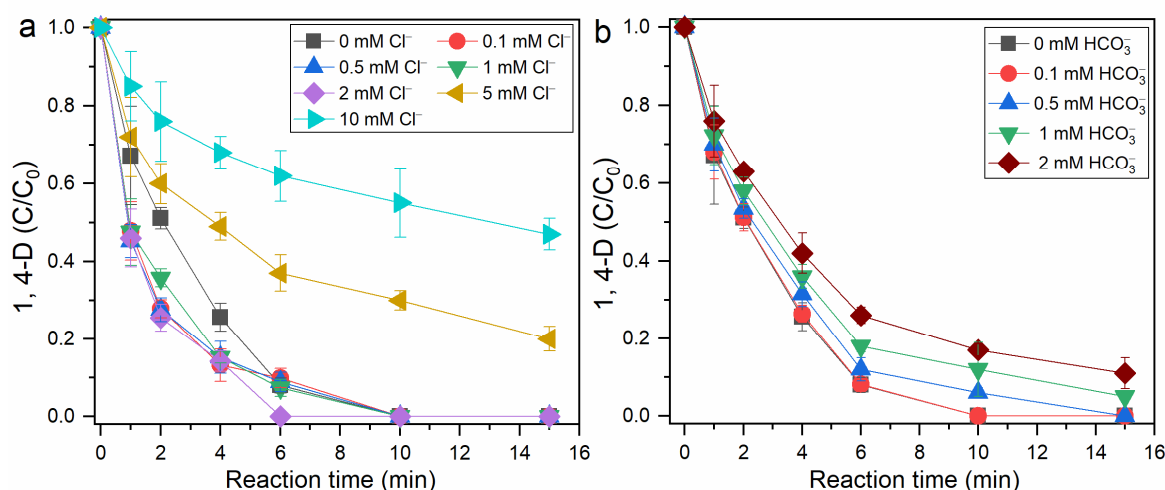 a
0 mM Cl⁻ 0.1 mM Cl⁻
0.5 mM Cl⁻ 1 mM Cl⁻
2 mM Cl⁻ 5 mM Cl⁻
10 mM Cl⁻
1, 4-D (C/C₀)
1.0
0.8
0.6
0.4
0.2
0.0
0 2 4 6 8 10 12 14 16
Reaction time (min)
b
0 mM HCO₃⁻
0.1 mM HCO₃⁻
0.5 mM HCO₃⁻
1 mM HCO₃⁻
2 mM HCO₃⁻
1, 4-D (C/C₀)
1.0
0.8
0.6
0.4
0.2
0.0
0 2 4 6 8 10 12 14 16
Reaction time (min)